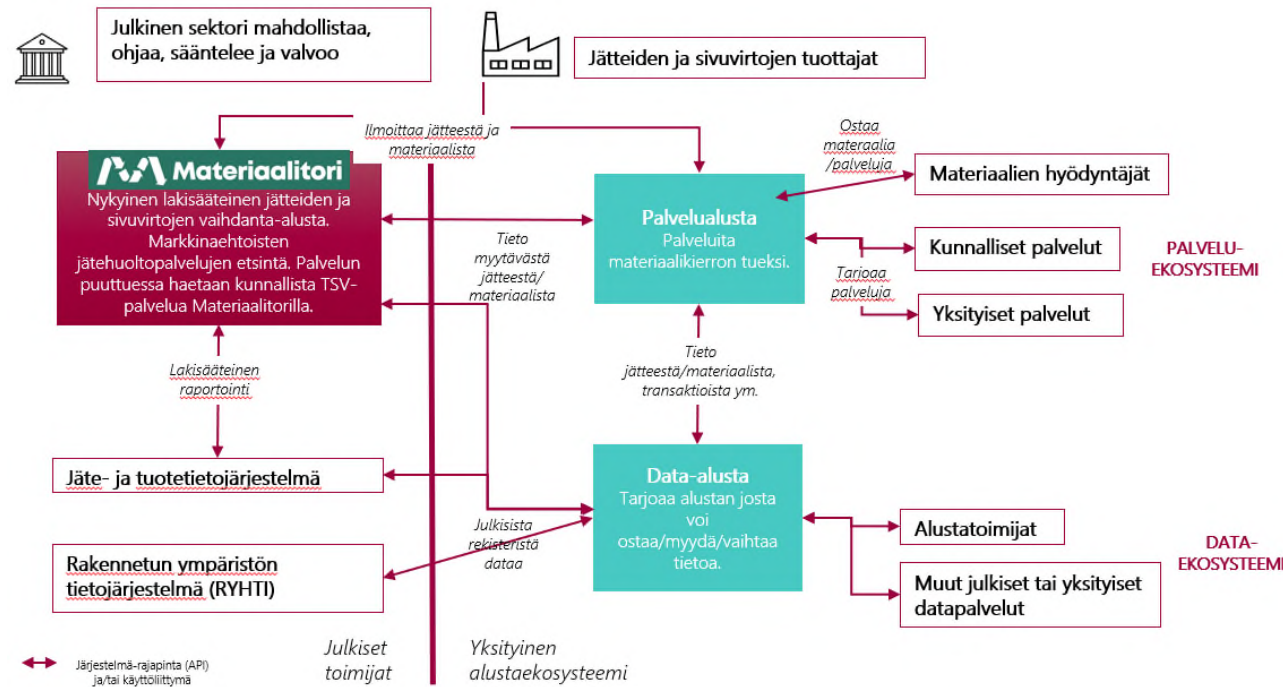 Julkinen sektori mahdollistaa,
ohjaa, sääntelee ja valvoo
Jätteiden ja sivuvirtojen tuottajat
Ilmoittaa jätteestä ja
materiaalista
Ostaa
materaalia
/palveluja
Materiaalitori
Nykyinen lakisääteinen jätteiden ja
sivuvirtojen vaihdanta-alusta.
Markkinaehtoisten
jätehuoltopalvelujen etsintä. Palvelun
puuttuessa haetaan kunnallista TSV-
palvelua Materiaalitorilla.
Tieto
myytävästä
jätteestä/
materiaalista
Palvelualusta
Palveluita
materiaalikierron tueksi.
Materiaalien hyödyntäjät
Kunnalliset palvelut
Tarjoaa
palveluja
Yksityiset palvelut
PALVELU-
EKOSYSTEEMI
Lakisääteinen
raportointi
Tieto
jätteestä/materiaalista,
transaktioista ym.
Jäte- ja tuotetietojärjestelmä
Data-alusta
Tarjoaa alustan josta
voi
ostaa/myydä/vaihtaa
tietoa.
Julkisista
rekisteristä
dataa
Rakennetun ympäristön
tietojärjestelmä (RYHTI)
Alustatoimijat
Muut julkiset tai yksityiset
datapalvelut
DATA-
EKOSYSTEEMI
Julkiset
toimijat
Yksityinen
alustaekosysteemi
Järjestelmä-rajapinta (API)
ja/tai käyttöliittymä